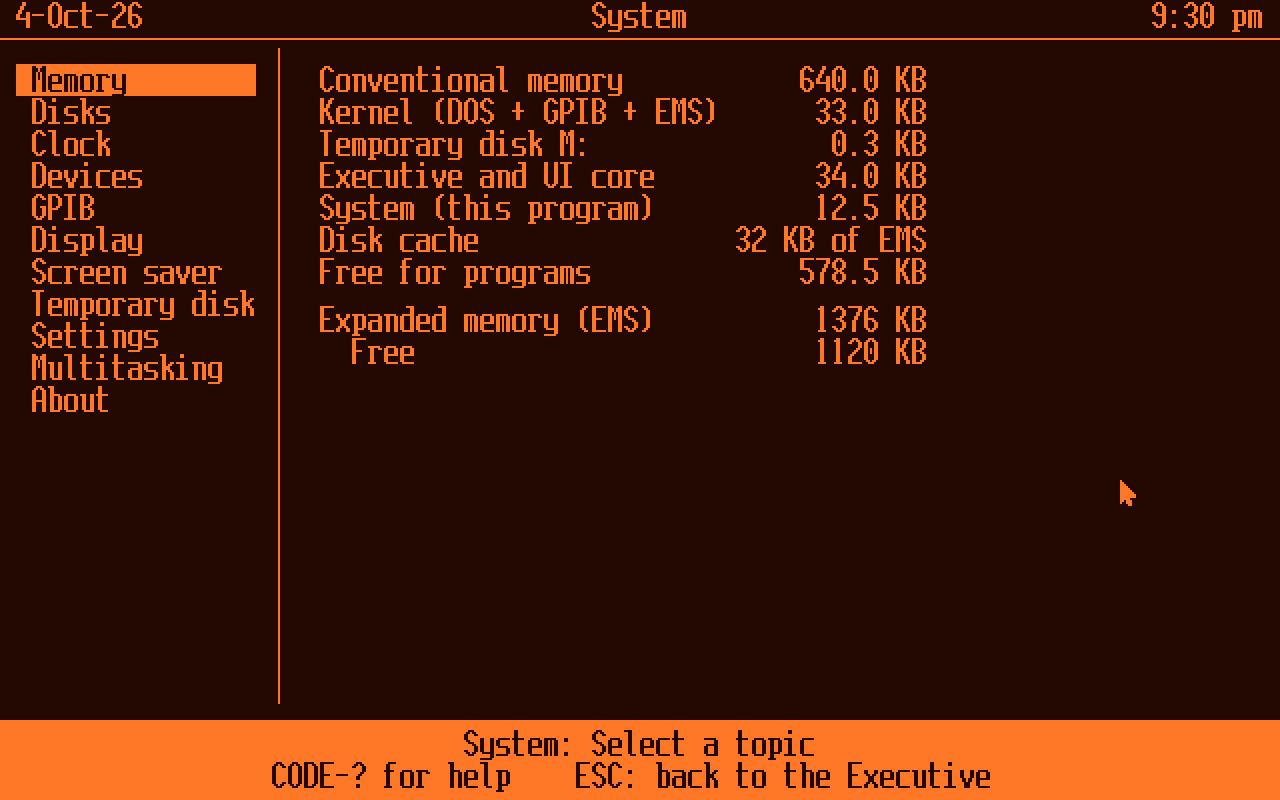 4-Oct-26 System 9:30 pm
Memory
Disks
Clock
Devices
GPIB
Display
Screen saver
Temporary disk
Settings
Multitasking
About
Conventional memory 640.0 KB
Kernel (DOS + GPIB + EMS) 33.0 KB
Temporary disk M: 0.3 KB
Executive and UI core 34.0 KB
System (this program) 12.5 KB
Disk cache 32 KB of EMS
Free for programs 578.5 KB
Expanded memory (EMS) 1376 KB
Free 1120 KB
System: Select a topic
CODE-? for help ESC: back to the Executive